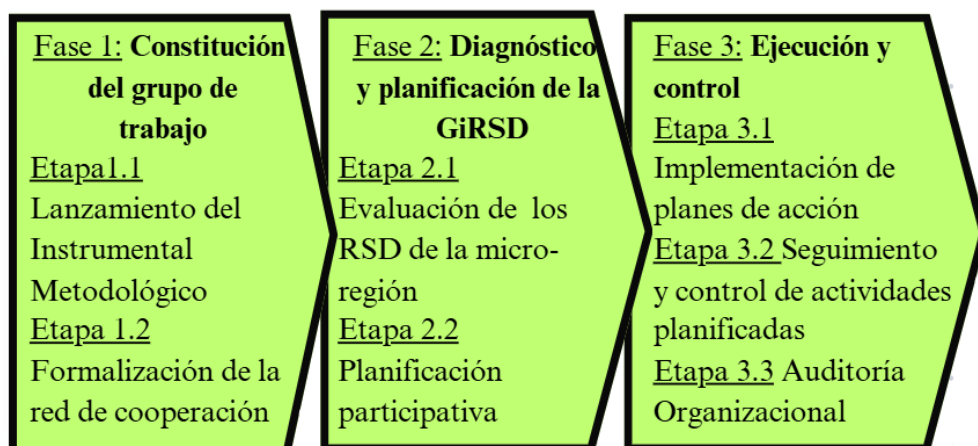 Fase 1: Constitución
del grupo de
trabajo
Etapa1.1
Lanzamiento del
Instrumental
Metodológico
Etapa 1.2
Formalización de la
red de cooperación
Fase 2: Diagnóstico
y planificación de la
GiRSD
Etapa 2.1
Evaluación de los
RSD de la micro-
región
Etapa 2.2
Planificación
participativa
Fase 3: Ejecución y
control
Etapa 3.1
Implementación de
planes de acción
Etapa 3.2 Seguimiento
y control de actividades
planificadas
Etapa 3.3 Auditoría
Organizacional